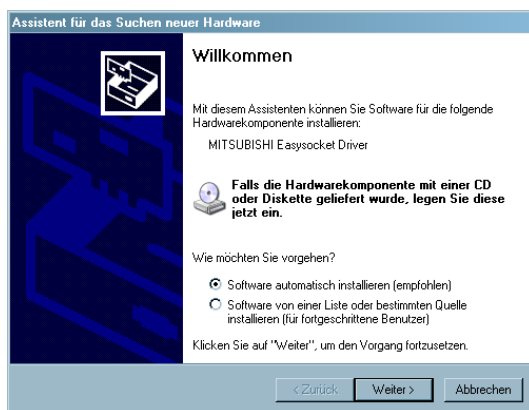 Assistent für das Suchen neuer Hardware
Willkommen
Mit diesem Assistenten können Sie Software für die folgende
Hardwarekomponente installieren:
MITSUBISHI Easysocket Driver
Falls die Hardwarekomponente mit einer CD
oder Diskette geliefert wurde, legen Sie diese
jetzt ein.
Wie möchten Sie vorgehen?
Software automatisch installieren (empfohlen)
Software von einer Liste oder bestimmten Quelle
installieren (für fortgeschrittene Benutzer)
Klicken Sie auf "Weiter", um den Vorgang fortzusetzen.
< Zurück Weiter > Abbrechen